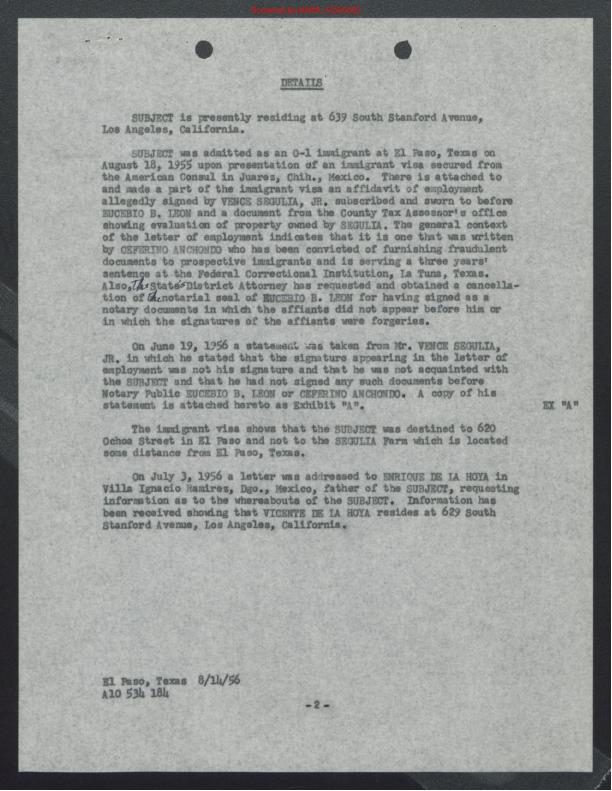 DETAILS
SUBJECT is presently residing at 639 South Stanford Avenue,
Los Angeles, California.
SUBJECT was admitted as an O-1 immigrant at El Paso, Texas on
August 18, 1955 upon presentation of an immigrant visa secured from
the American Consul in Juarez, Chih., Mexico. There is attached to
and made a part of the immigrant visa an affidavit of employment
allegedly signed by VENCE SEGULIA, JR. subscribed and sworn to before
EUCEBIO B. LEON and a document from the County Tax Assessor's office
showing evaluation of property owned by SEGULIA. The general context
of the letter of employment indicates that it is one that was written
by CEFERINO ANCHONDO who has been convicted of furnishing fraudulent
documents to prospective immigrants and is serving a three years'
sentence at the Federal Correctional Institution, La Tuna, Texas.
Also, The State's District Attorney has requested and obtained a cancella-
tion of the notarial seal of EUCEBIO B. LEON for having signed as a
notary documents in which the affiants did not appear before him or
in which the signatures of the affiants were forgeries.
On June 19, 1956 a statement was taken from Mr. VENCE SEGULIA,
JR. in which he stated that the signature appearing in the letter of
employment was not his signature and that he was not acquainted with
the SUBJECT and that he had not signed any such documents before
Notary Public EUCEBIO B. LEON or CEFERINO ANCHONDO. A copy of his
statement is attached hereto as Exhibit "A". EX "A"
The immigrant visa shows that the SUBJECT was destined to 620
Ochoa Street in El Paso and not to the SEGULIA Farm which is located
some distance from El Paso, Texas.
On July 3, 1956 a letter was addressed to ENRIQUE DE LA HOYA in
Villa Ignacio Ramirez, Dgo., Mexico, father of the SUBJECT, requesting
information as to the whereabouts of the SUBJECT. Information has
been received showing that VICENTE DE LA HOYA resides at 629 South
Stanford Avenue, Los Angeles, California.
El Paso, Texas 8/14/56
A10 534 184
- 2 -